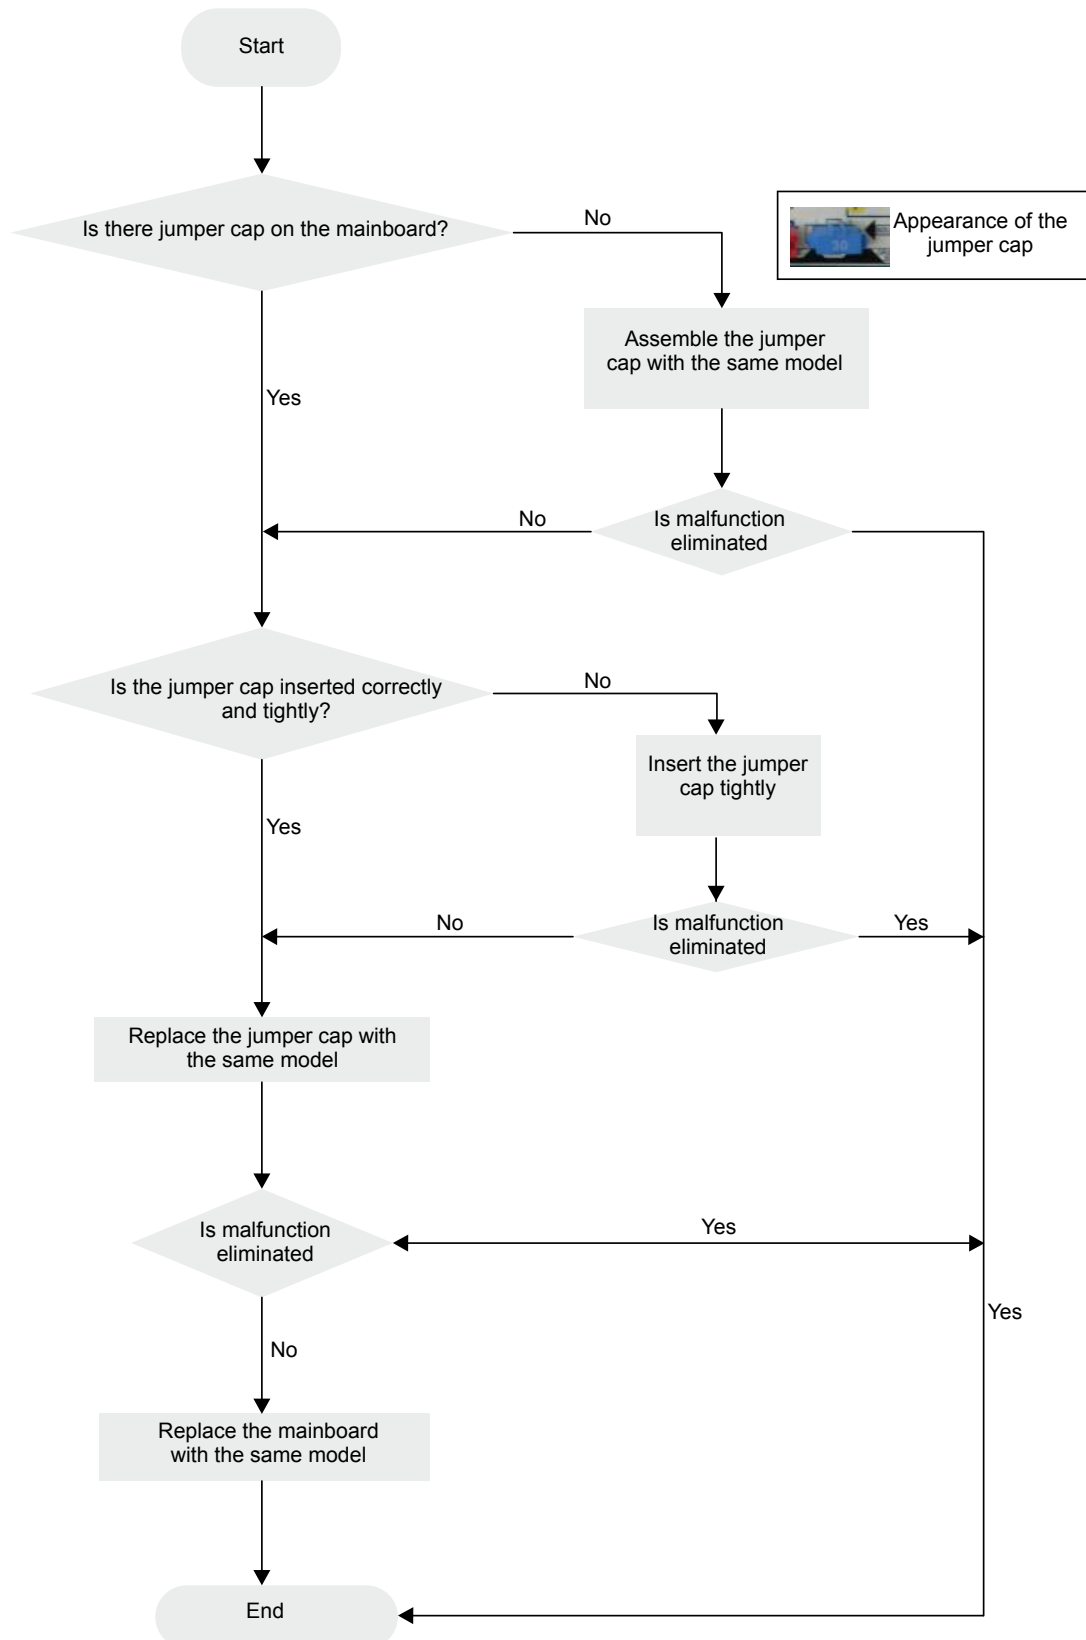 Start
Is there jumper cap on the mainboard?
No
30
Appearance of the
jumper cap
Assemble the jumper
cap with the same model
Yes
No
Is malfunction
eliminated
Is the jumper cap inserted correctly
and tightly?
No
Insert the jumper
cap tightly
Yes
No
Is malfunction
eliminated
Yes
Replace the jumper cap with
the same model
Is malfunction
eliminated
Yes
Yes
No
Replace the mainboard
with the same model
End